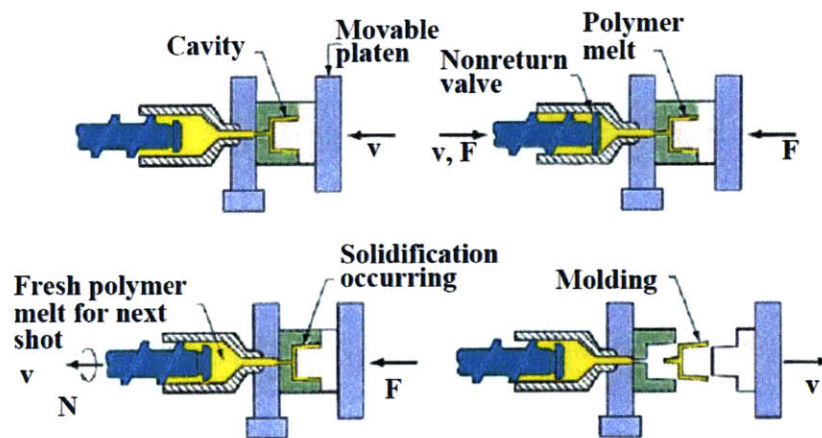 Cavity
Movable
platen
v
Nonreturn
valve
Polymer
melt
v, F
F
Fresh polymer
melt for next
shot
v
N
Solidification
occurring
F
Molding
v